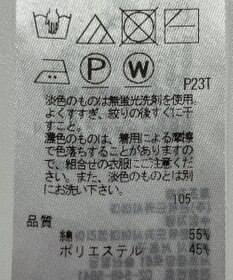 P
W
P23T
淡色のものは無蛍光洗剤を使用。
よくすすぎ、絞りの後すぐに干
すこと。
濃色のものは、着用による摩擦
で色落ちすることがありますの
で、組合せの衣服にご注意くだ
さい。また、淡色のものとは別
にお洗い下さい。
105
品質
綿 55%
ポリエステル 45%